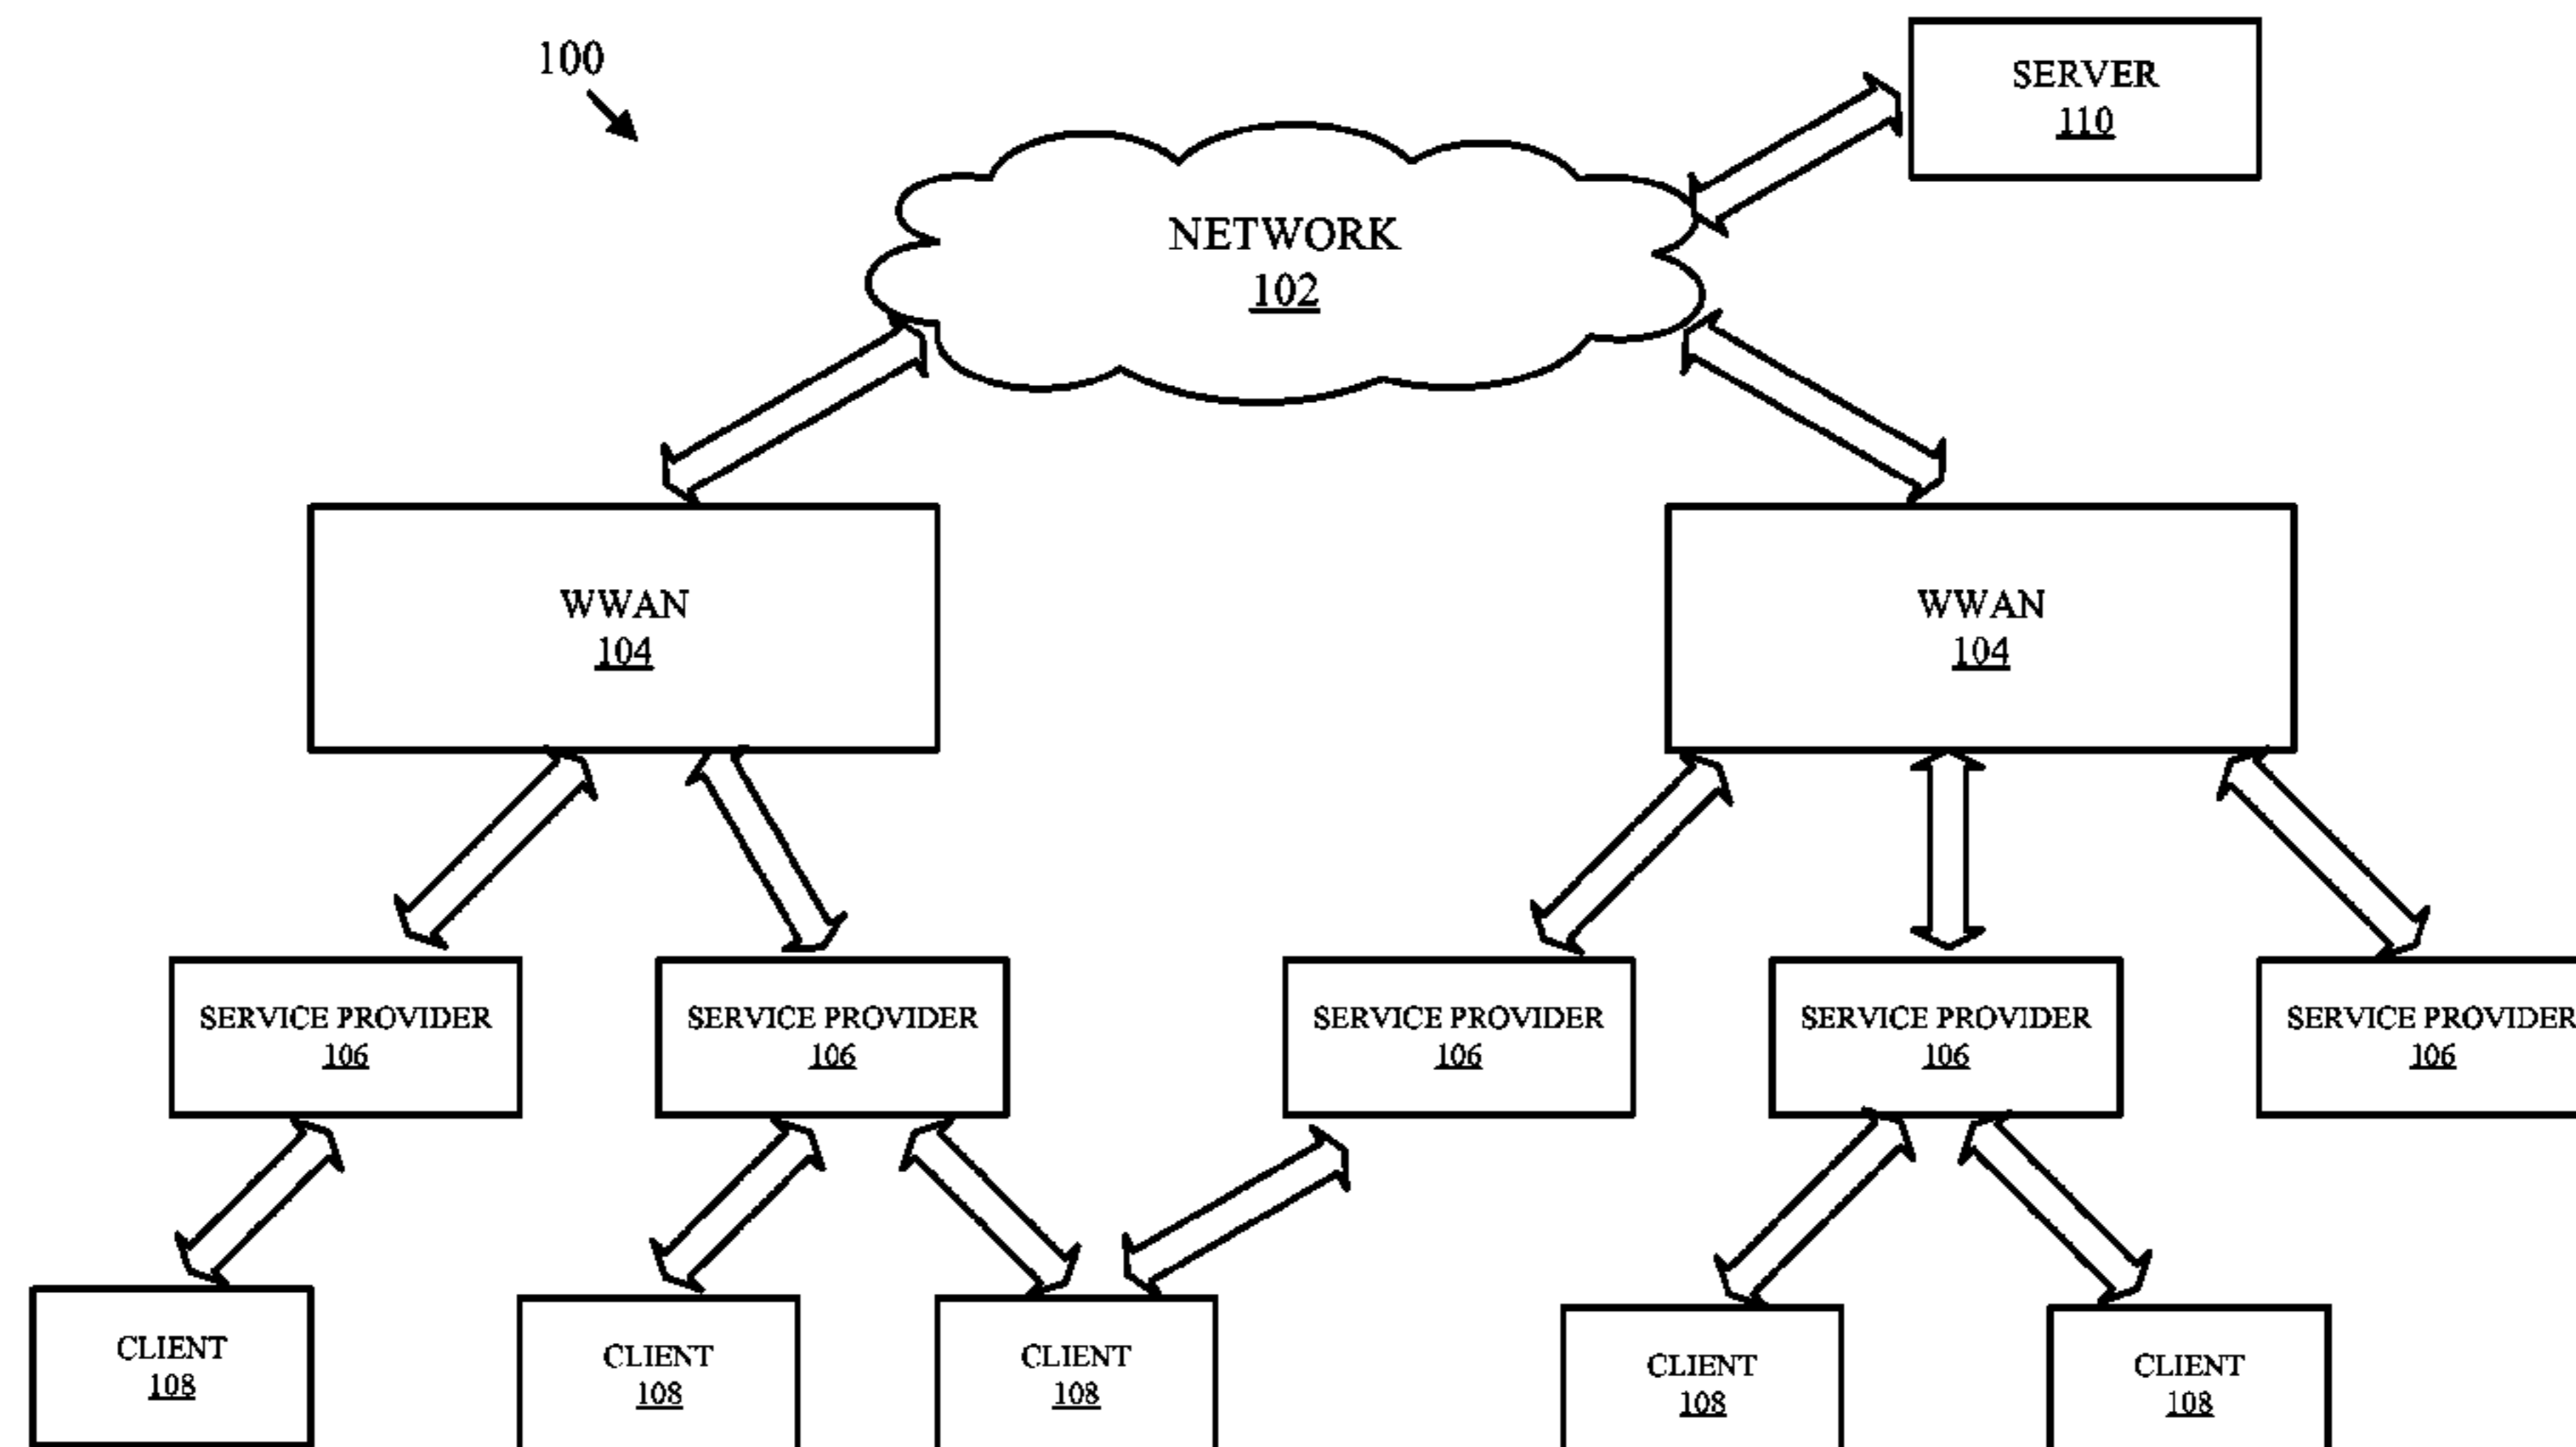 100
SERVER
110
NETWORK
102
WWAN
104
WWAN
104
SERVICE PROVIDER
106
SERVICE PROVIDER
106
SERVICE PROVIDER
106
SERVICE PROVIDER
106
SERVICE PROVIDER
106
CLIENT
108
CLIENT
108
CLIENT
108
CLIENT
108
CLIENT
108